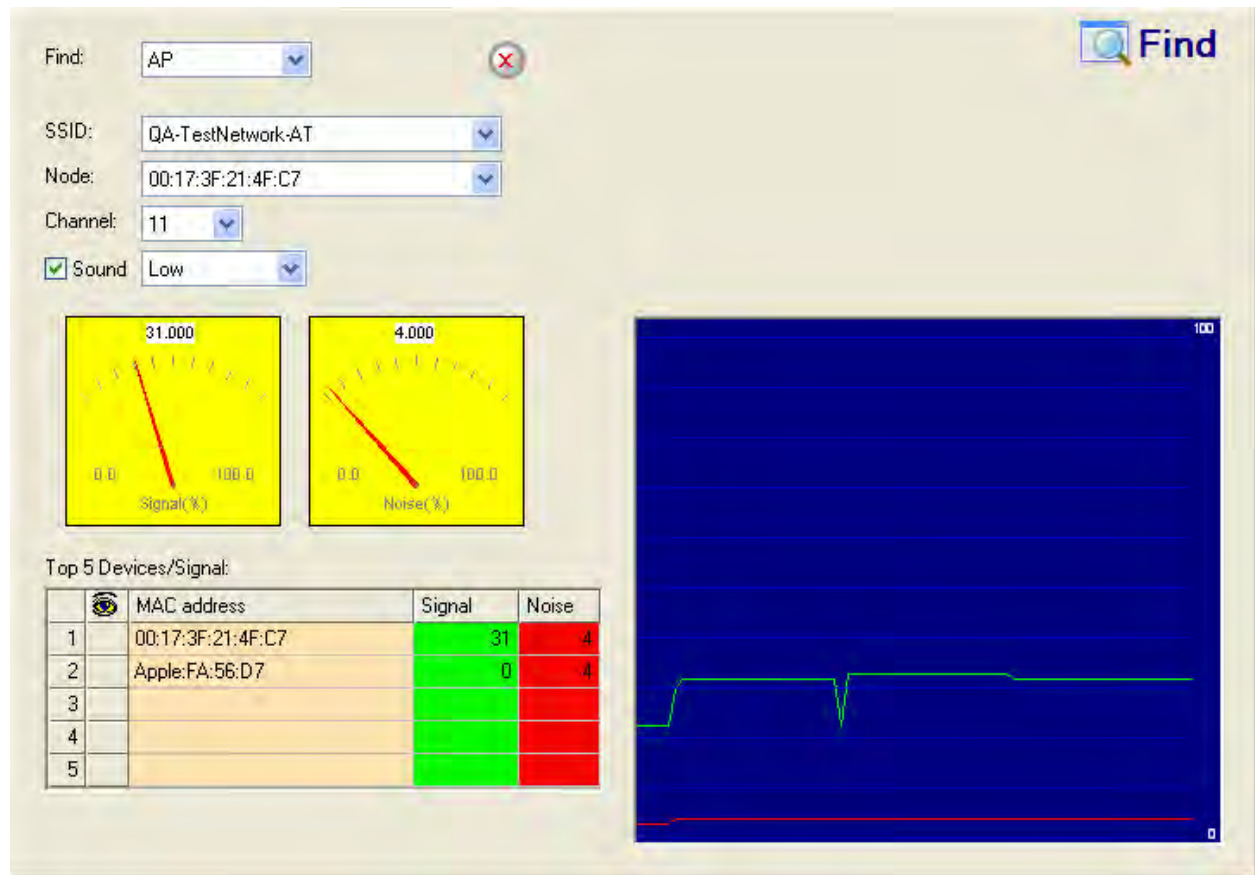 Find: AP
Find
SSID: QA-TestNetwork-AT
Node: 00:17:3F:21:4F:C7
Channel: 11
Sound Low
31.000
0.0 100.0
Signal(%)
4.000
0.0 100.0
Noise(%)
100
0
Top 5 Devices/Signal:
MAC address Signal Noise
1 00:17:3F:21:4F:C7 31 4
2 Apple:FA:56:D7 0 4
3
4
5